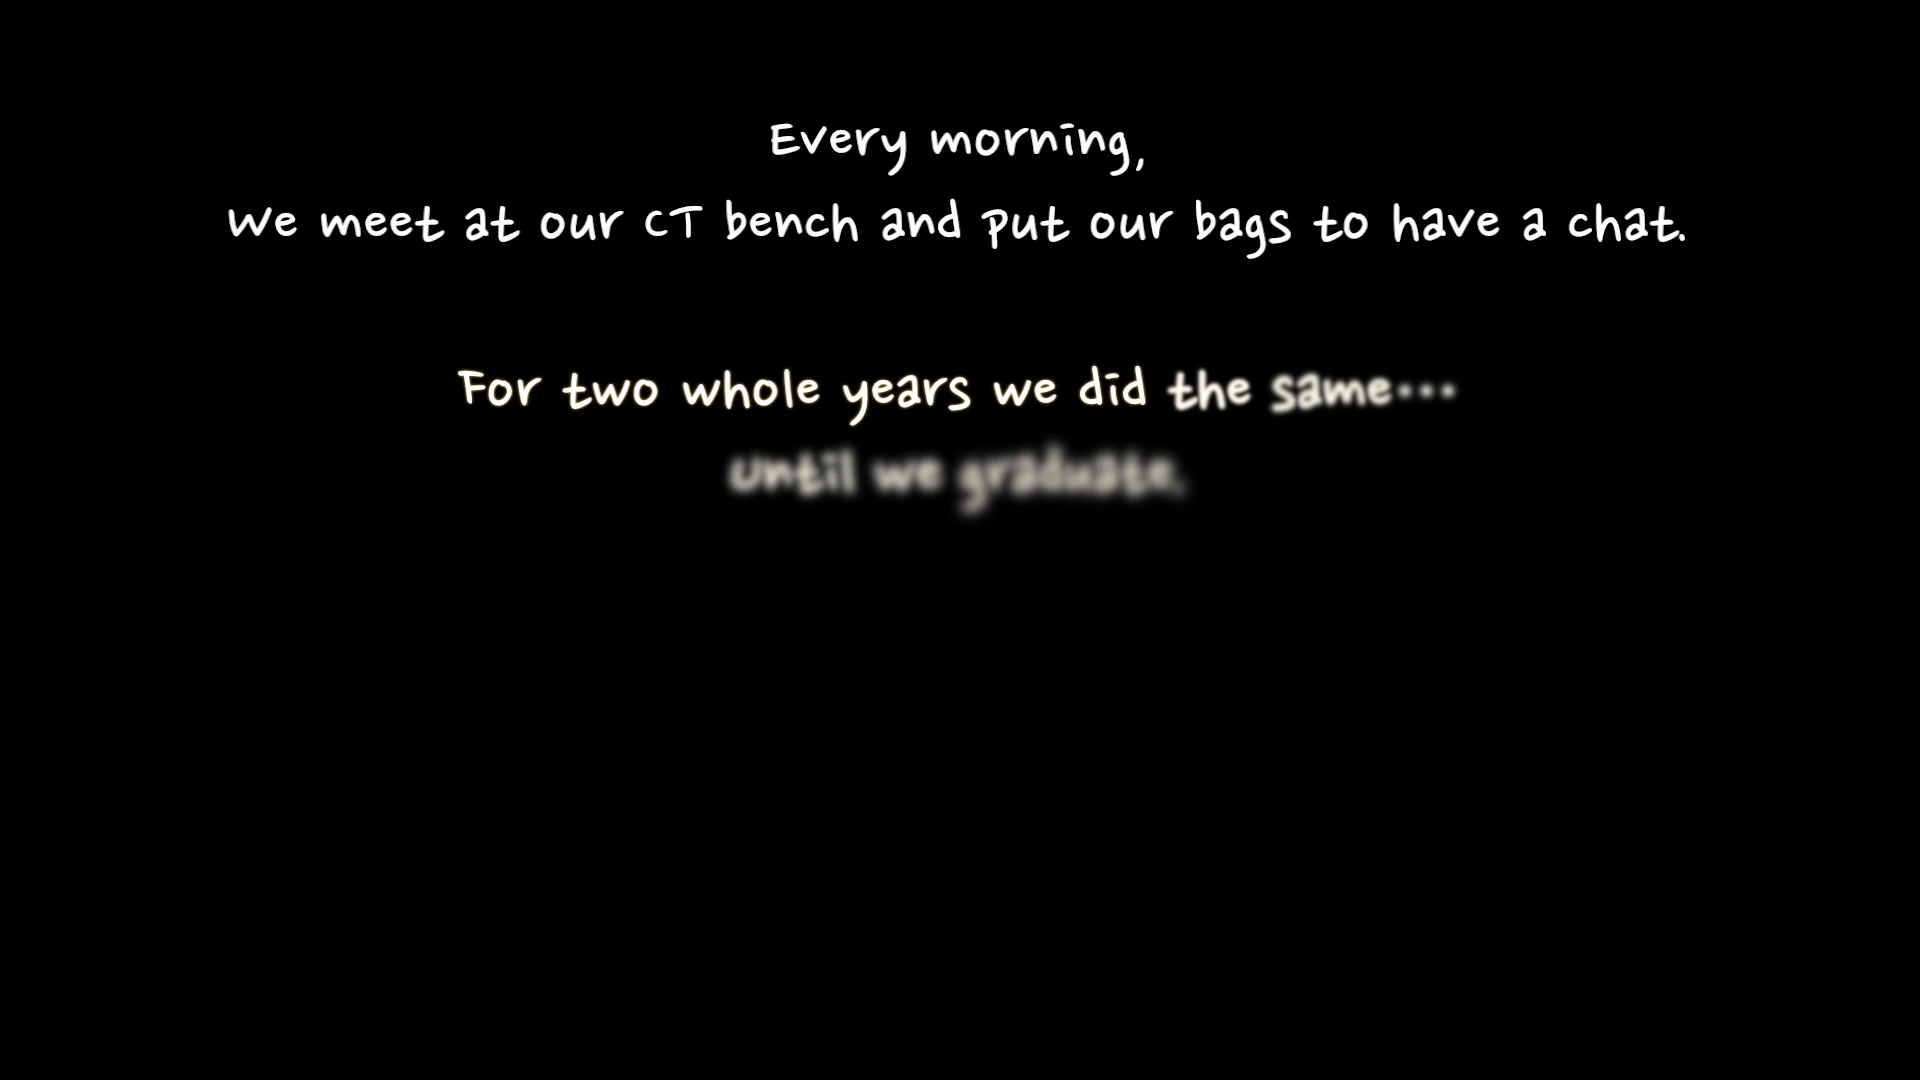 Every morning,
We meet at our CT bench and put our bags to have a chat.
For two whole years we did the same...
until we graduate.